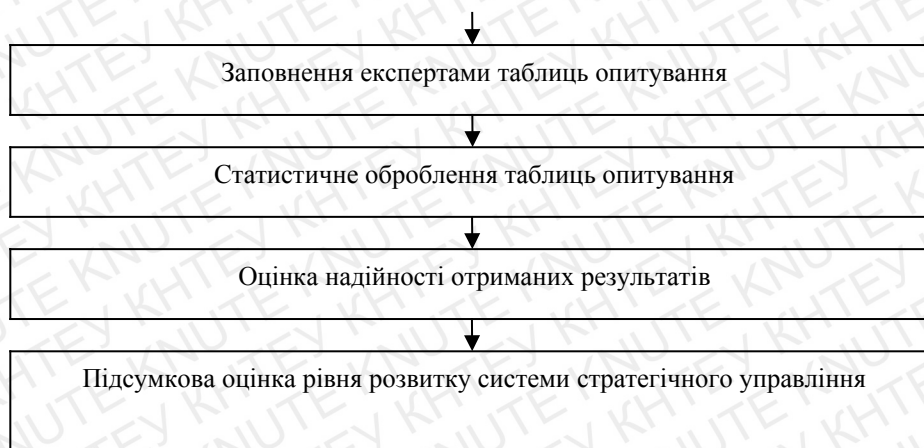 Заповнення експертами таблиць опитування
Статистичне оброблення таблиць опитування
Оцінка надійності отриманих результатів
Підсумкова оцінка рівня розвитку системи стратегічного управління